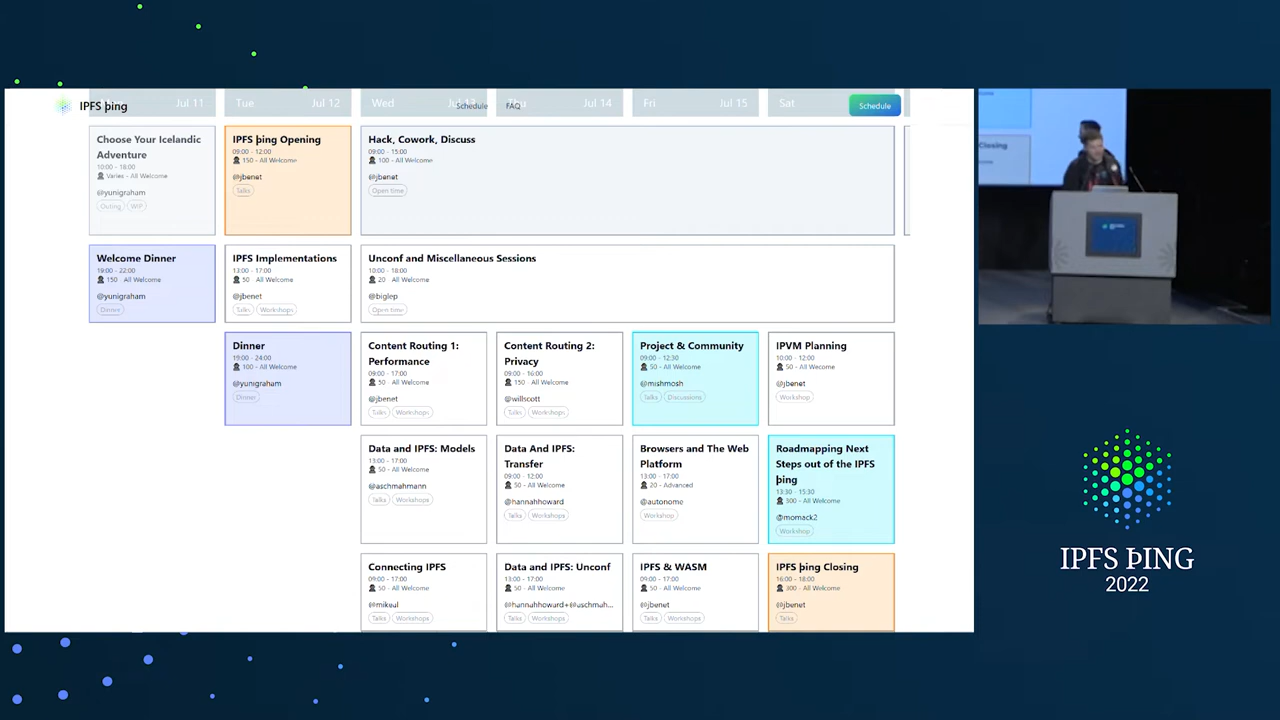 IPFS þing
Jul 11
Tue
Jul 12
Wed
Jul 13
Schedule
FAQ
Thu
Jul 14
Fri
Jul 15
Sat
Schedule
Choose Your Icelandic
Adventure
10:00 - 18:00
Varies - All Welcome
@yunigraham
Outing
WIP
IPFS þing Opening
09:00 - 12:00
150 - All Welcome
@jbenet
Talks
Hack, Cowork, Discuss
09:00 - 15:00
100 - All Welcome
@jbenet
Open time
Welcome Dinner
19:00 - 22:00
150 - All Welcome
@yunigraham
Dinner
IPFS Implementations
13:00 - 17:00
50 - All Welcome
@jbenet
Talks
Workshops
Unconf and Miscellaneous Sessions
10:00 - 18:00
20 - All Welcome
@biglep
Open time
Dinner
19:00 - 24:00
100 - All Welcome
@yunigraham
Dinner
Content Routing 1:
Performance
09:00 - 17:00
50 - All Welcome
@jbenet
Talks
Workshops
Content Routing 2:
Privacy
09:00 - 16:00
150 - All Welcome
@willscott
Talks
Workshops
Project & Community
09:00 - 12:30
50 - All Welcome
@mishmosh
Talks
Discussions
IPVM Planning
10:00 - 12:00
50 - All Wecome
@jbenet
Workshop
Data and IPFS: Models
13:00 - 17:00
50 - All Welcome
@aschmahmann
Talks
Workshops
Data And IPFS:
Transfer
09:00 - 12:00
50 - All Welcome
@hannahhoward
Talks
Workshops
Browsers and The Web
Platform
13:00 - 17:00
20 - Advanced
@autonome
Workshop
Roadmapping Next
Steps out of the IPFS
þing
13:30 - 15:30
300 - All Welcome
@momack2
Workshop
Connecting IPFS
09:00 - 17:00
50 - All Welcome
@mikeal
Talks
Workshops
Data and IPFS: Unconf
13:00 - 17:00
50 - All Welcome
@hannahhoward+@aschmah...
Talks
Workshops
IPFS & WASM
09:00 - 17:00
50 - All Welcome
@jbenet
Talks
Workshops
IPFS þing Closing
16:00 - 18:00
300 - All Welcome
@jbenet
Talks
Closing
IPFS ÞING
2022